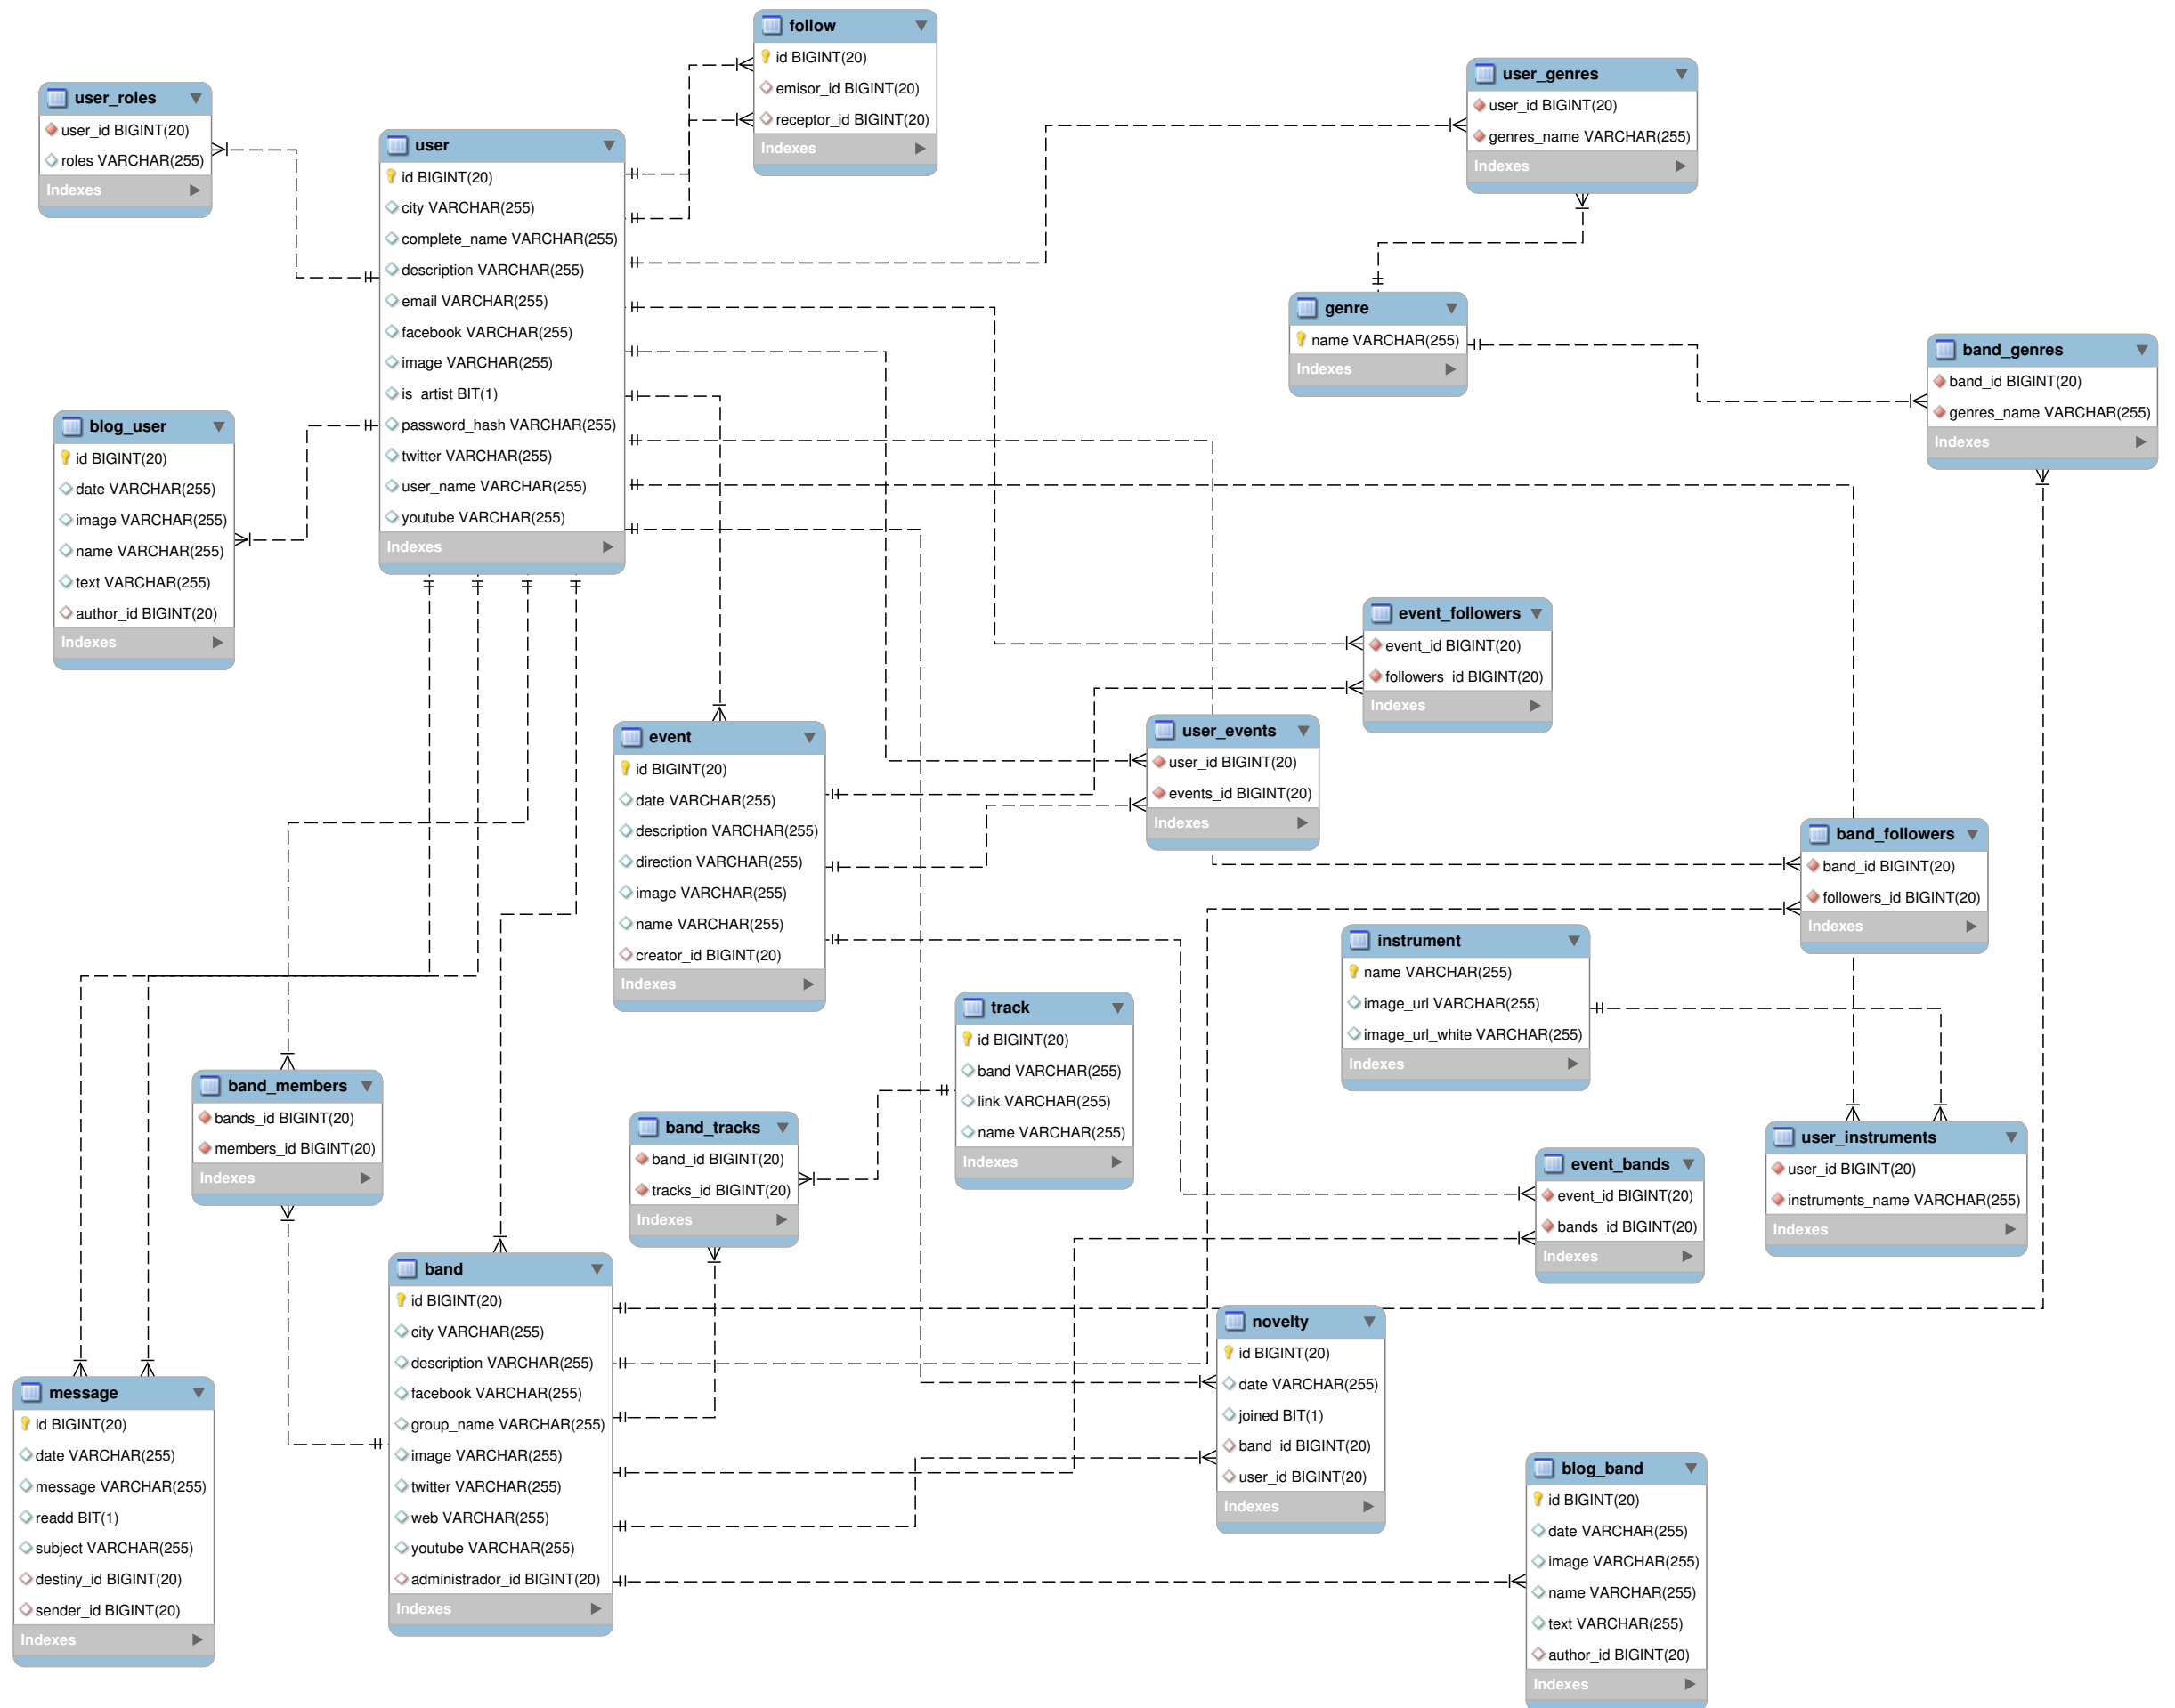 follow
id BIGINT(20)
emisor_id BIGINT(20)
receptor_id BIGINT(20)
Indexes
user_genres
user_id BIGINT(20)
genres_name VARCHAR(255)
Indexes
user_roles
user_id BIGINT(20)
roles VARCHAR(255)
Indexes
user
id BIGINT(20)
city VARCHAR(255)
complete_name VARCHAR(255)
description VARCHAR(255)
email VARCHAR(255)
facebook VARCHAR(255)
image VARCHAR(255)
is_artist BIT(1)
password_hash VARCHAR(255)
twitter VARCHAR(255)
user_name VARCHAR(255)
youtube VARCHAR(255)
Indexes
genre
name VARCHAR(255)
Indexes
band_genres
band_id BIGINT(20)
genres_name VARCHAR(255)
Indexes
blog_user
id BIGINT(20)
date VARCHAR(255)
image VARCHAR(255)
name VARCHAR(255)
text VARCHAR(255)
author_id BIGINT(20)
Indexes
event_followers
event_id BIGINT(20)
followers_id BIGINT(20)
Indexes
event
id BIGINT(20)
date VARCHAR(255)
description VARCHAR(255)
direction VARCHAR(255)
image VARCHAR(255)
name VARCHAR(255)
creator_id BIGINT(20)
Indexes
user_events
user_id BIGINT(20)
events_id BIGINT(20)
Indexes
band_followers
band_id BIGINT(20)
followers_id BIGINT(20)
Indexes
instrument
name VARCHAR(255)
image_url VARCHAR(255)
image_url_white VARCHAR(255)
Indexes
track
id BIGINT(20)
band VARCHAR(255)
link VARCHAR(255)
name VARCHAR(255)
Indexes
band_members
bands_id BIGINT(20)
members_id BIGINT(20)
Indexes
band_tracks
band_id BIGINT(20)
tracks_id BIGINT(20)
Indexes
user_instruments
user_id BIGINT(20)
instruments_name VARCHAR(255)
Indexes
event_bands
event_id BIGINT(20)
bands_id BIGINT(20)
Indexes
band
id BIGINT(20)
city VARCHAR(255)
description VARCHAR(255)
facebook VARCHAR(255)
group_name VARCHAR(255)
image VARCHAR(255)
twitter VARCHAR(255)
web VARCHAR(255)
youtube VARCHAR(255)
administrador_id BIGINT(20)
Indexes
novelty
id BIGINT(20)
date VARCHAR(255)
joined BIT(1)
band_id BIGINT(20)
user_id BIGINT(20)
Indexes
message
id BIGINT(20)
date VARCHAR(255)
message VARCHAR(255)
readd BIT(1)
subject VARCHAR(255)
destiny_id BIGINT(20)
sender_id BIGINT(20)
Indexes
blog_band
id BIGINT(20)
date VARCHAR(255)
image VARCHAR(255)
name VARCHAR(255)
text VARCHAR(255)
author_id BIGINT(20)
Indexes